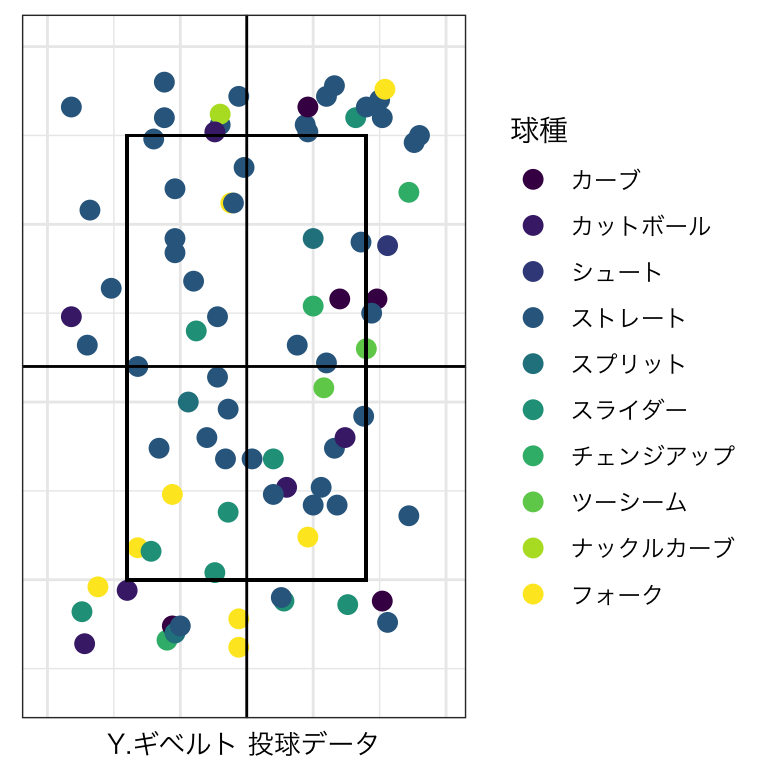 球種
カーブ
カットボール
シュート
ストレート
スプリット
スライダー
チェンジアップ
ツーシーム
ナックルカーブ
フォーク
Y.ギベルト 投球データ